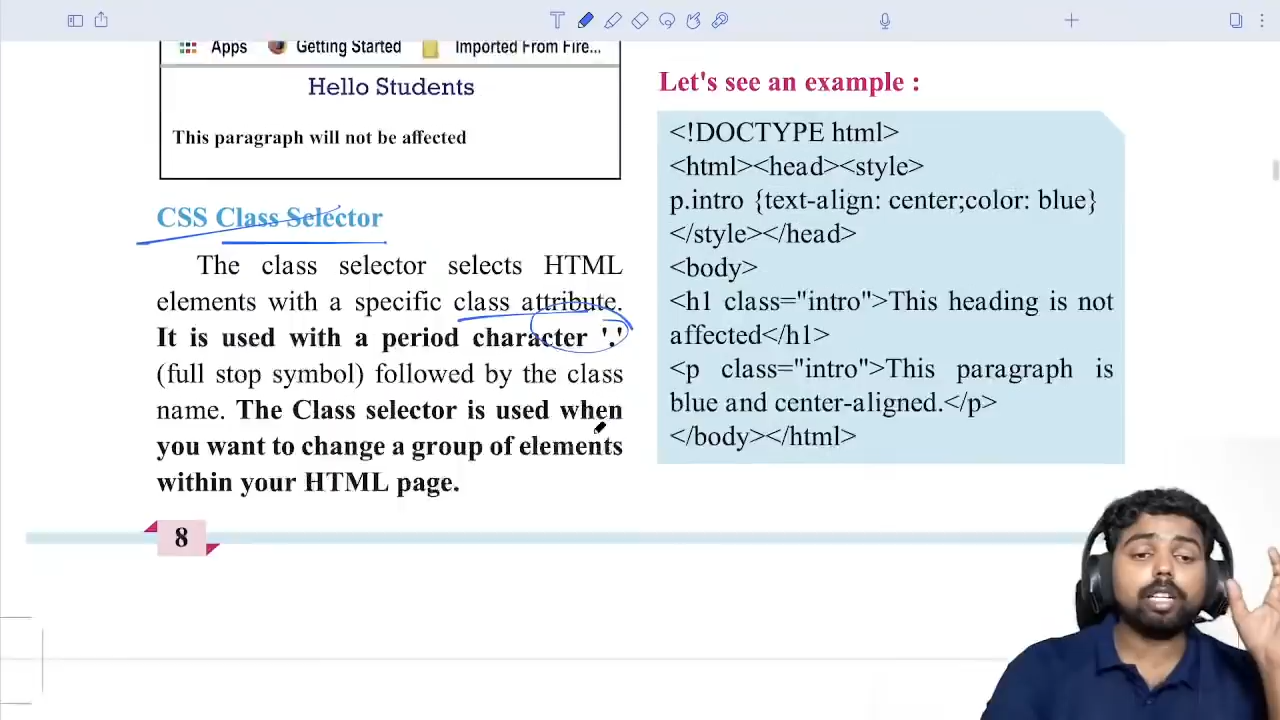 Apps Getting Started Imported From Fire...
Hello Students
This paragraph will not be affected
CSS Class Selector
The class selector selects HTML
elements with a specific class attribute.
It is used with a period character '.'
(full stop symbol) followed by the class
name. The Class selector is used when
you want to change a group of elements
within your HTML page.
8
Let's see an example :
<!DOCTYPE html>
<html><head><style>
p.intro {text-align: center;color: blue}
</style></head>
<body>
<h1 class="intro">This heading is not
affected</h1>
<p class="intro">This paragraph is
blue and center-aligned.</p>
</body></html>